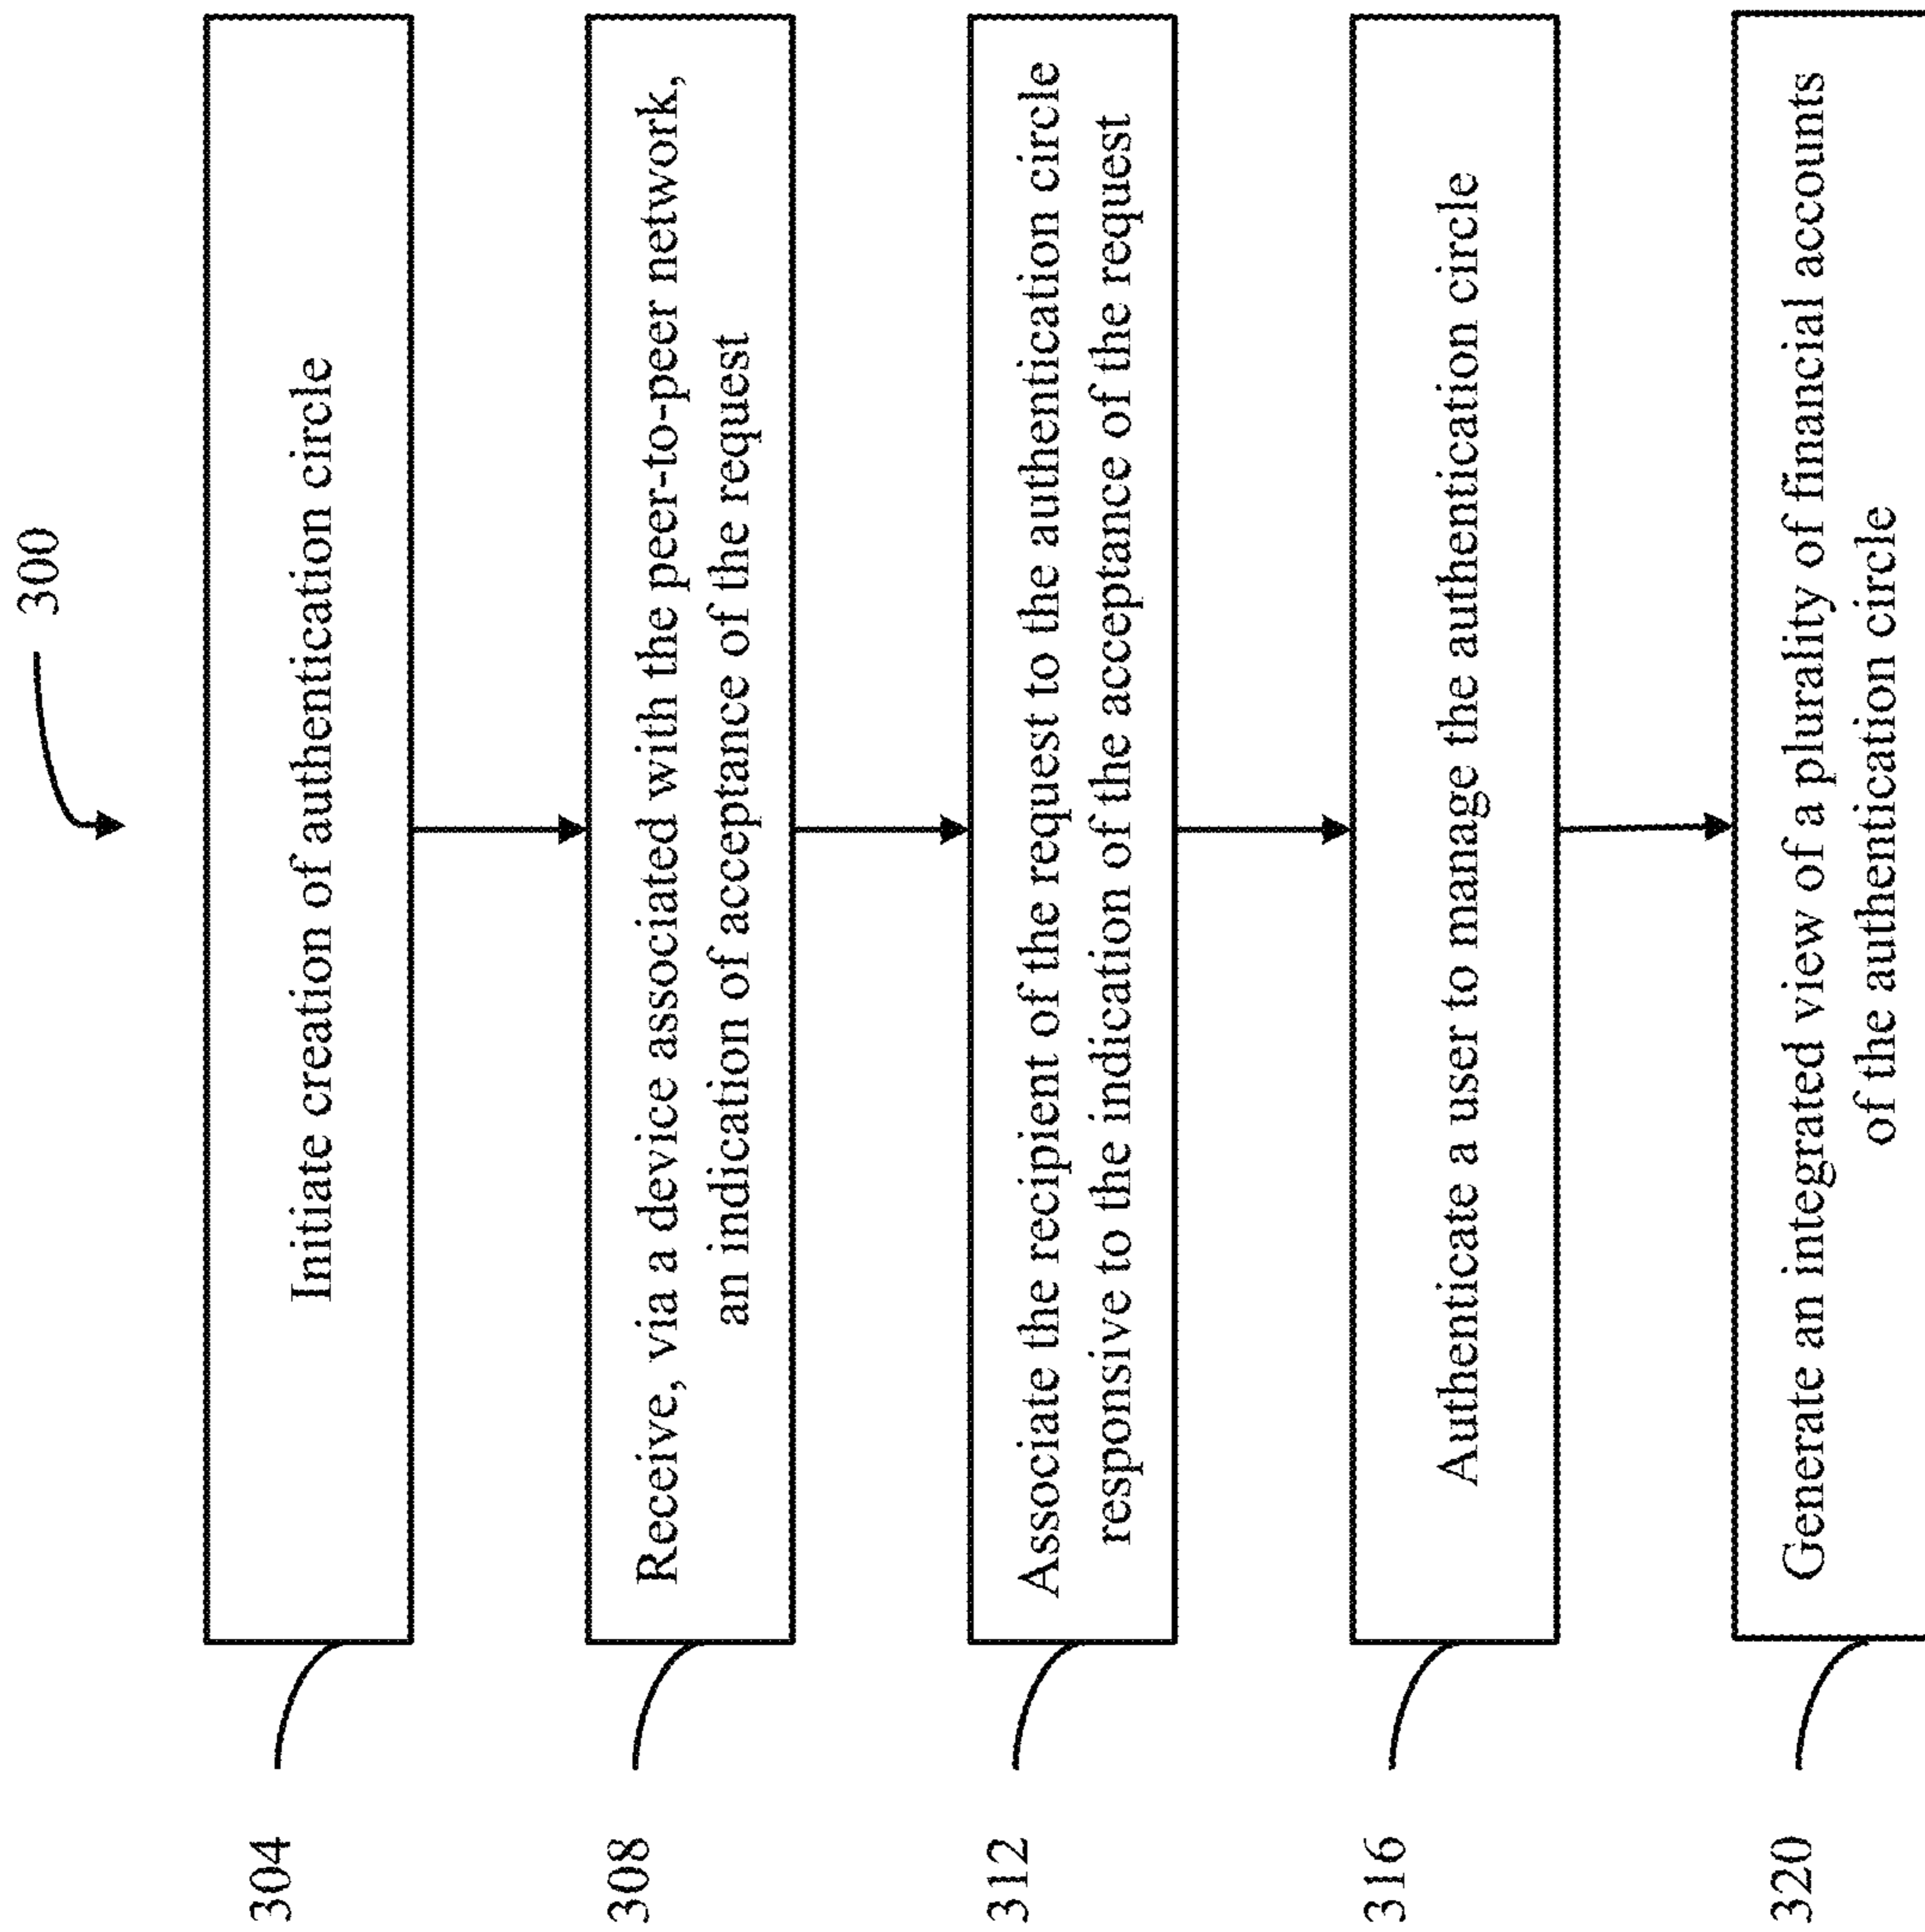 300
304
Initiate creation of authentication circle
308
Receive, via a device associated with the peer-to-peer network,
an indication of acceptance of the request
312
Associate the recipient of the request to the authentication circle
responsive to the indication of the acceptance of the request
316
Authenticate a user to manage the authentication circle
320
Generate an integrated view of a plurality of financial accounts
of the authentication circle